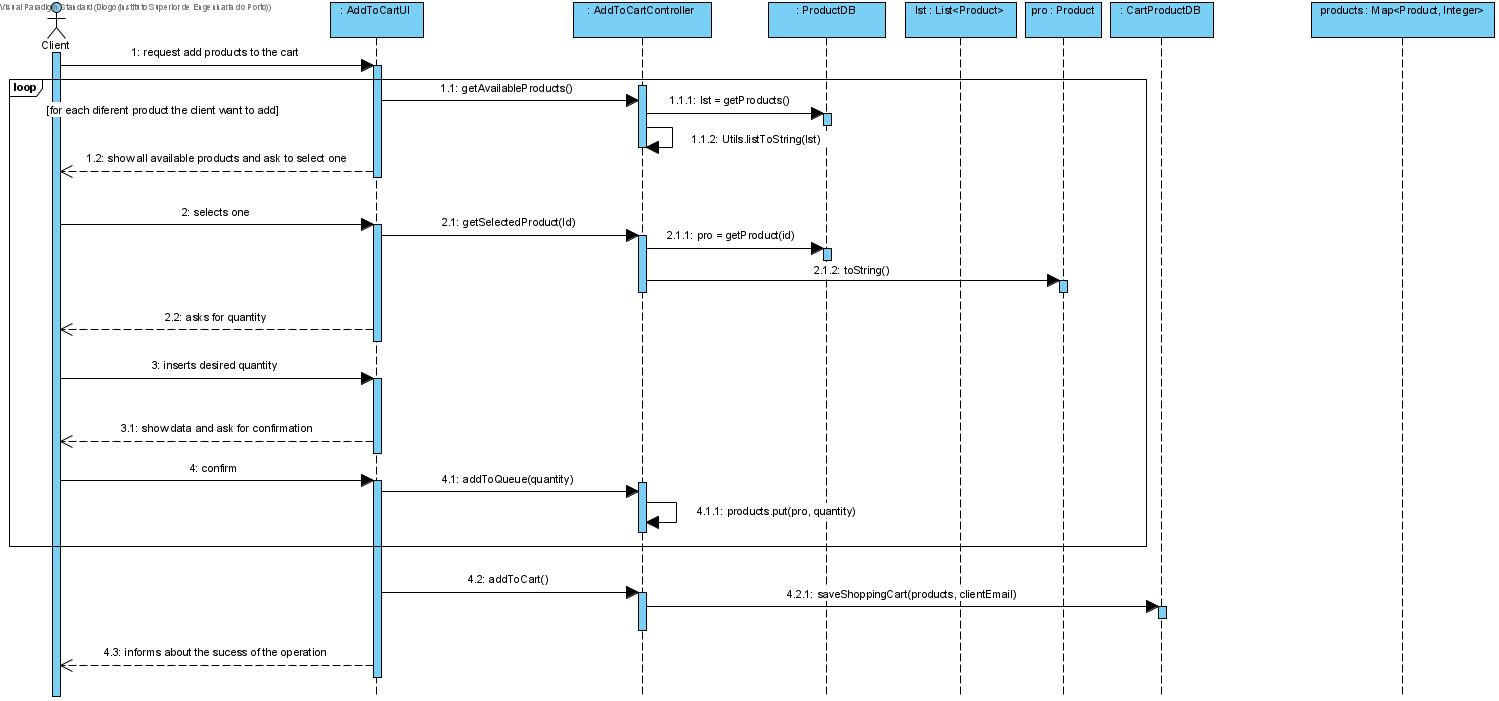 Visual Paradigm Standard (Diogo (Instituto Superior de Engenharia do Porto))
: AddToCartUI
: AddToCartController
: ProductDB
lst : List<Product>
pro : Product
: CartProductDB
products : Map<Product, Integer>
Client
1: request add products to the cart
loop
[for each diferent product the client want to add]
1.1: getAvailableProducts()
1.1.1: lst = getProducts()
1.1.2: Utils.listToString(lst)
1.2: show all available products and ask to select one
2: selects one
2.1: getSelectedProduct(Id)
2.1.1: pro = getProduct(id)
2.1.2: toString()
2.2: asks for quantity
3: inserts desired quantity
3.1: show data and ask for confirmation
4: confirm
4.1: addToQueue(quantity)
4.1.1: products.put(pro, quantity)
4.2: addToCart()
4.2.1: saveShoppingCart(products, clientEmail)
4.3: informs about the sucess of the operation